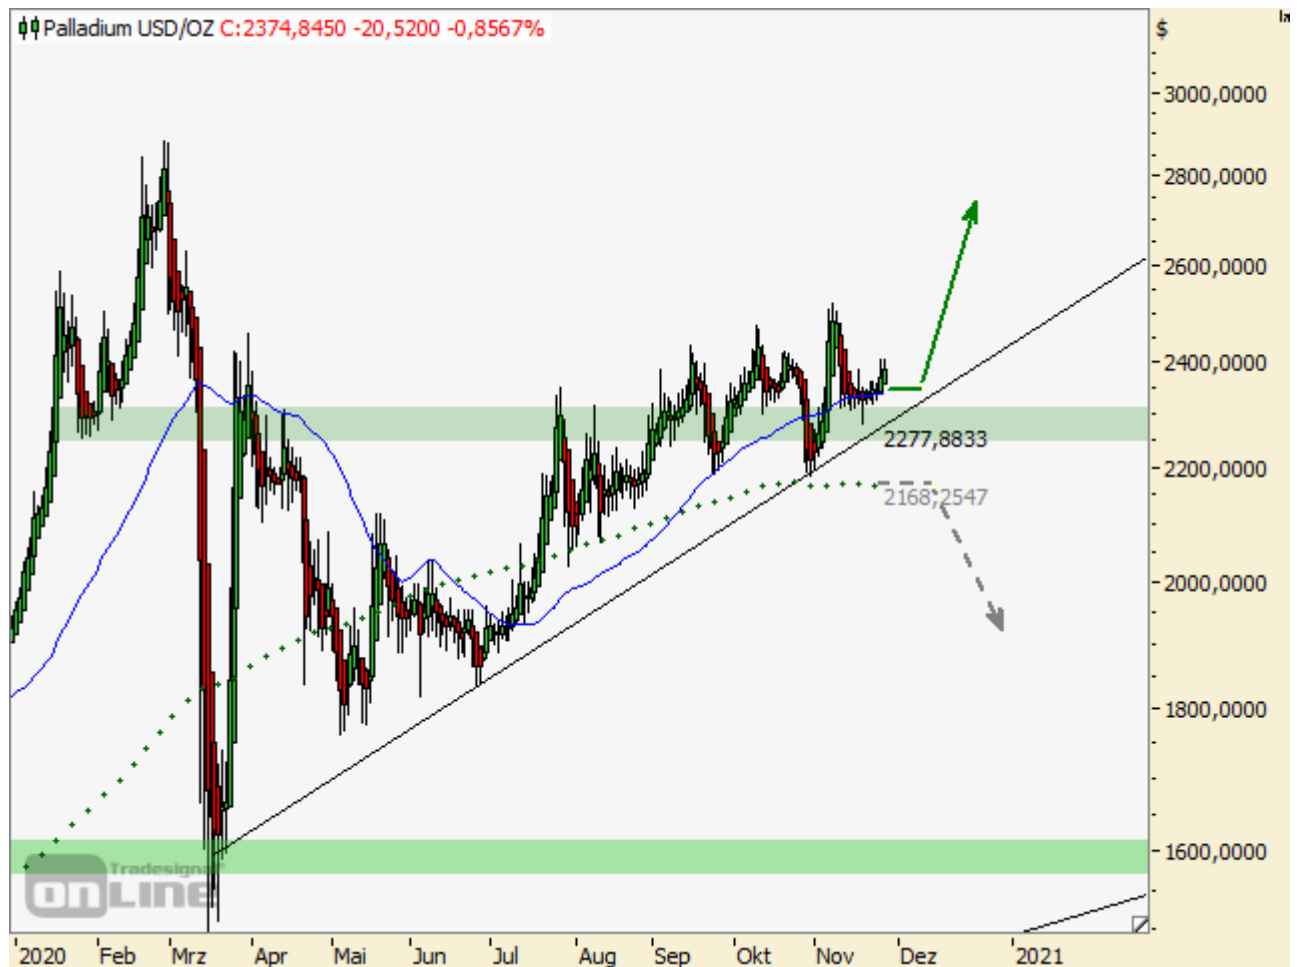 Palladium USD/OZ C:2374,8450 -20,5200 -0,8567%
$
3000,0000
2800,0000
2600,0000
2400,0000
2277,8833
2200,0000
2168,2547
2000,0000
1800,0000
1600,0000
Tradesignal®
ONLINE
2020 Feb Mrz Apr Mai Jun Jul Aug Sep Okt Nov Dez 2021